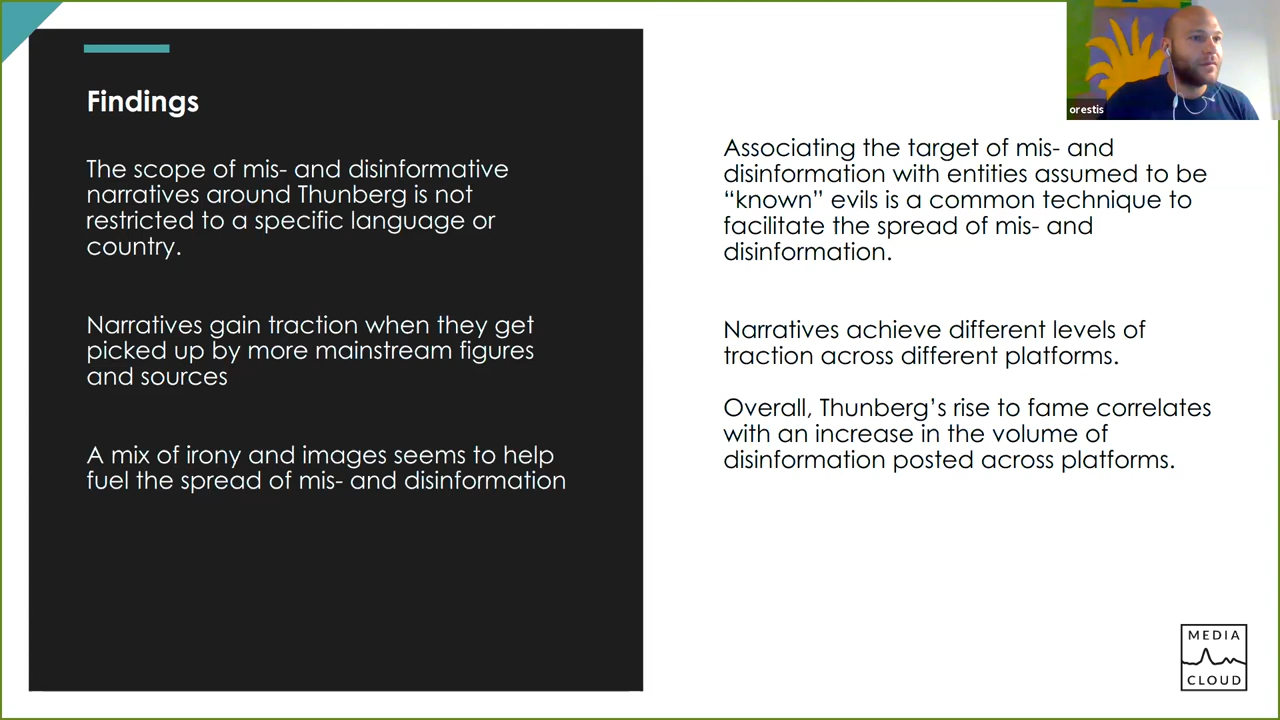 Findings
The scope of mis- and disinformative
narratives around Thunberg is not
restricted to a specific language or
country.
Narratives gain traction when they get
picked up by more mainstream figures
and sources
A mix of irony and images seems to help
fuel the spread of mis- and disinformation
orestis
Associating the target of mis- and
disinformation with entities assumed to be
“known” evils is a common technique to
facilitate the spread of mis- and
disinformation.
Narratives achieve different levels of
traction across different platforms.
Overall, Thunberg’s rise to fame correlates
with an increase in the volume of
disinformation posted across platforms.
MEDIA
CLOUD